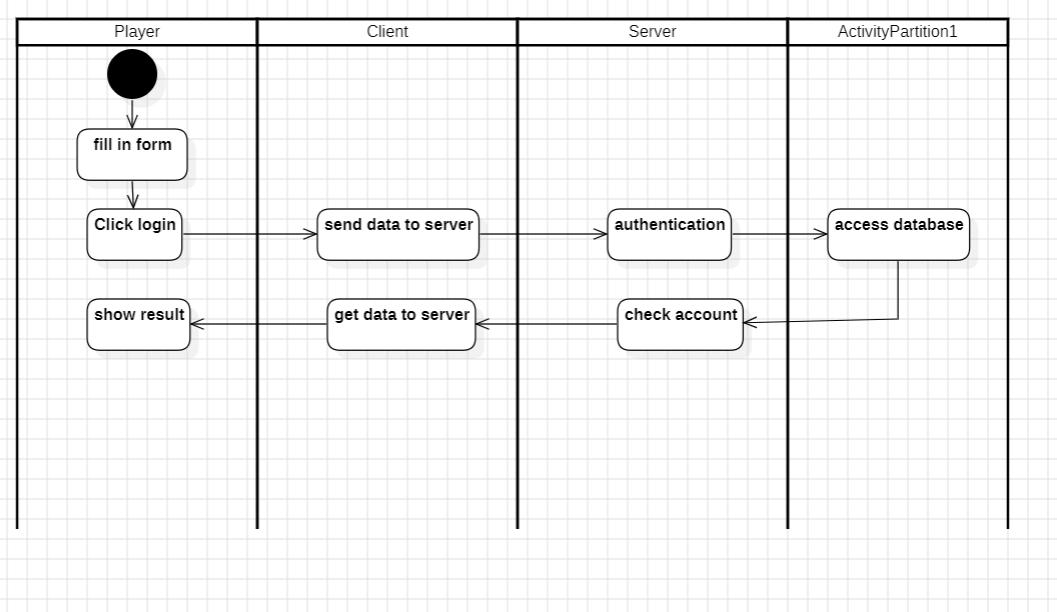 Player
Client
Server
ActivityPartition1
fill in form
Click login
send data to server
authentication
access database
show result
get data to server
check account